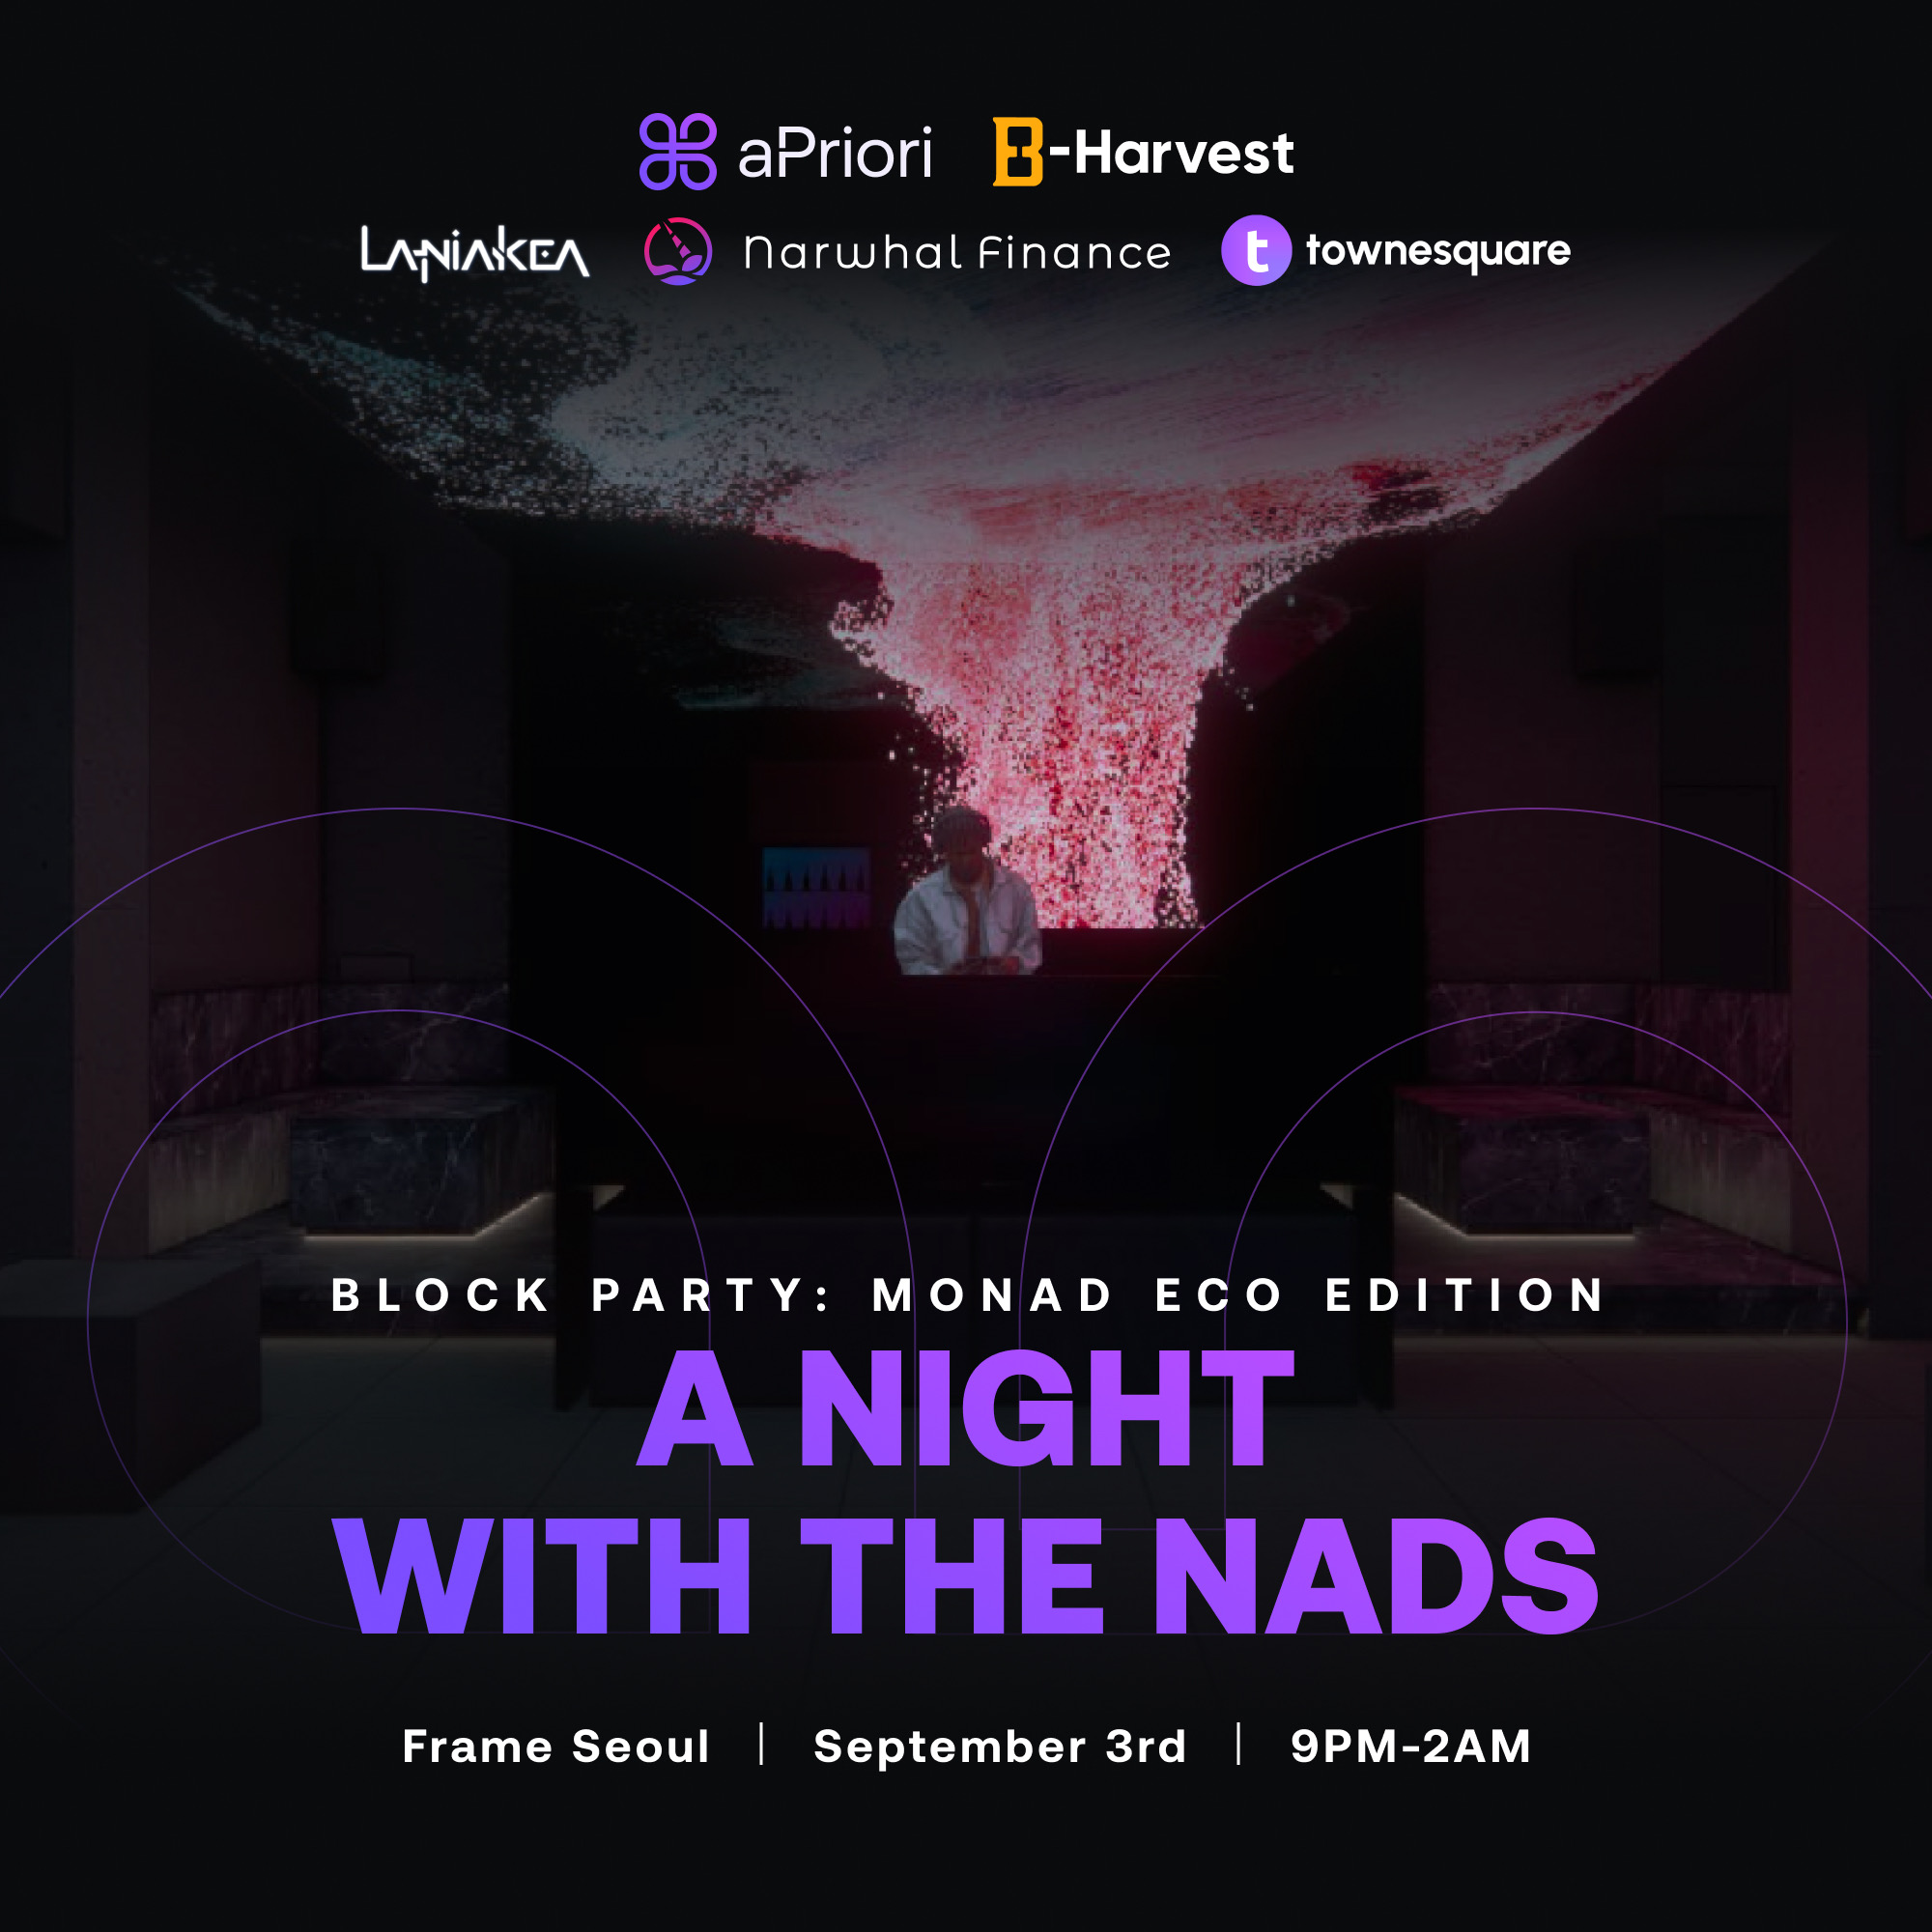 aPriori B-Harvest
LANIAKEA Narwhal Finance t townesquare
BLOCK PARTY: MONAD ECO EDITION
A NIGHT
WITH THE NADS
Frame Seoul | September 3rd | 9PM-2AM